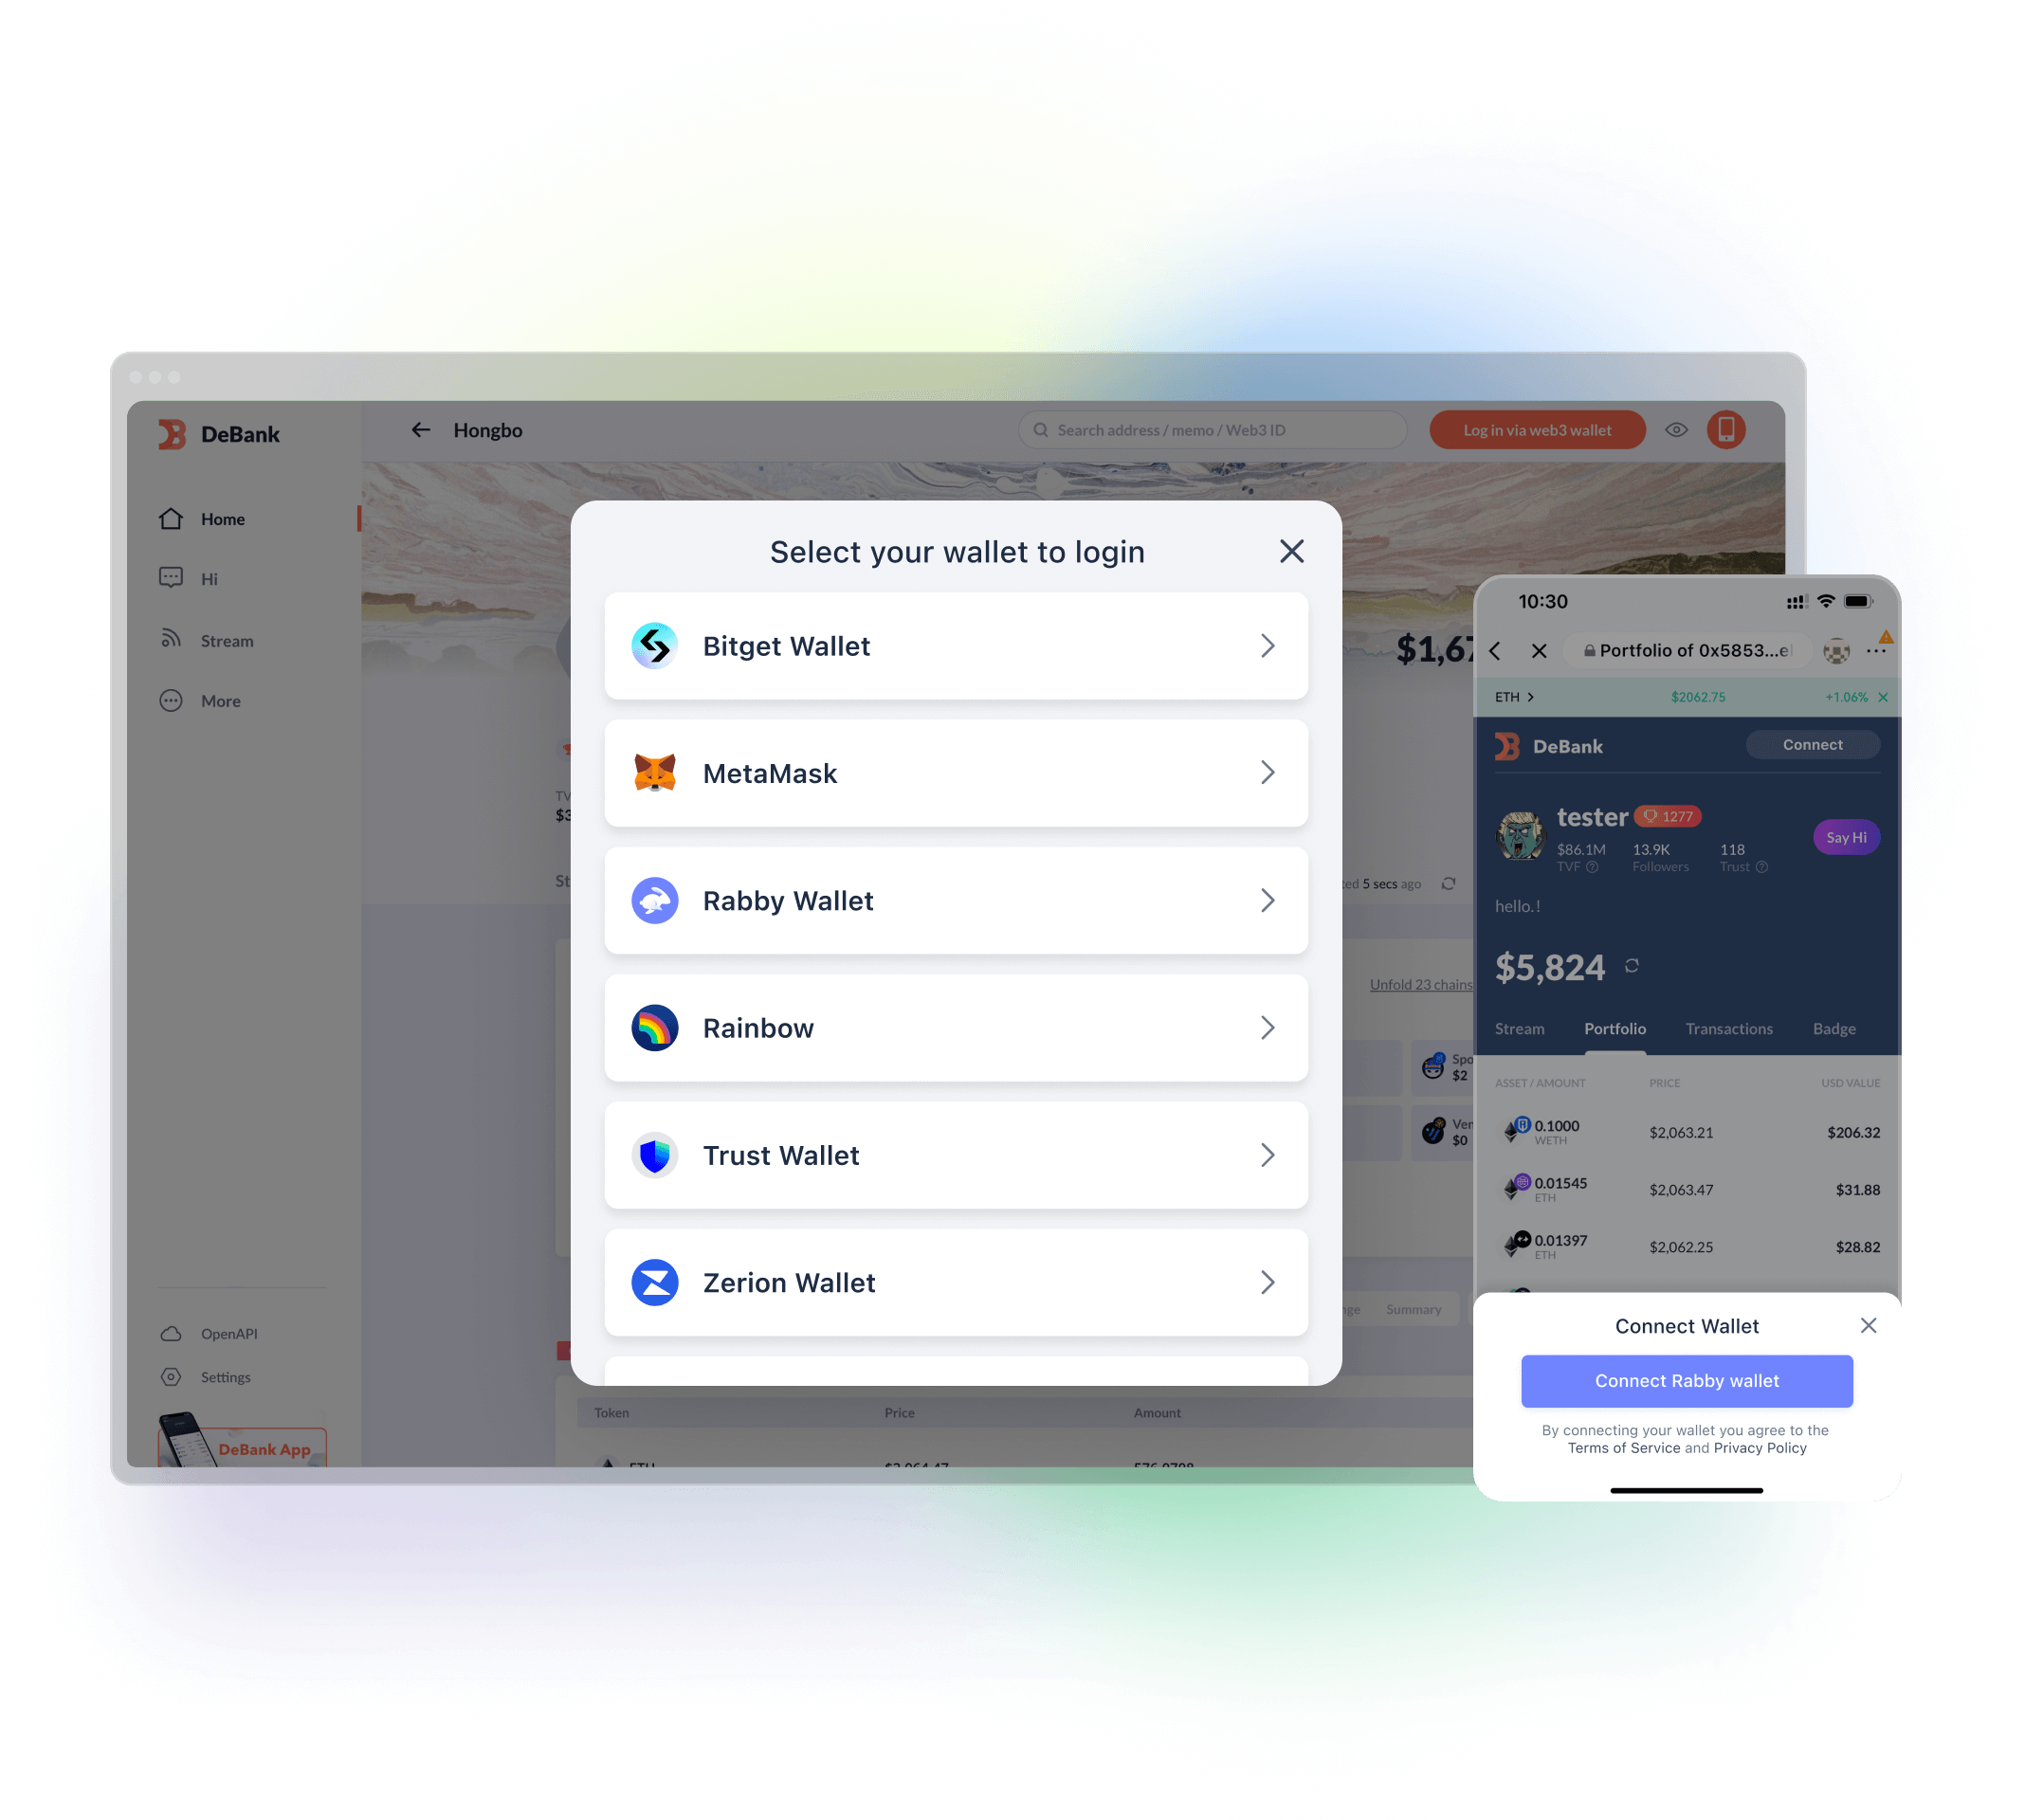 DeBank
Hongbo
Search address / memo / Web3 ID
Log in via web3 wallet
Home
Hi
Stream
More
OpenAPI
Settings
DeBank App
Select your wallet to login
Bitget Wallet
MetaMask
Rabby Wallet
Rainbow
Trust Wallet
Zerion Wallet
5 secs ago
Unfold 23 chains
$2
$0
Summary
Token Price Amount
10:30
Portfolio of 0x5853...e
ETH $2062.75 +1.06%
DeBank
Connect
tester 1277
Say Hi
$86.1M 13.9K 118
TVF Followers Trust
hello.!
$5,824
Stream Portfolio Transactions Badge
ASSET / AMOUNT PRICE USD VALUE
0.1000 $2,063.21 $206.32
WETH
0.01545 $2,063.47 $31.88
ETH
0.01397 $2,062.25 $28.82
ETH
Connect Wallet
Connect Rabby wallet
By connecting your wallet you agree to the
Terms of Service and Privacy Policy